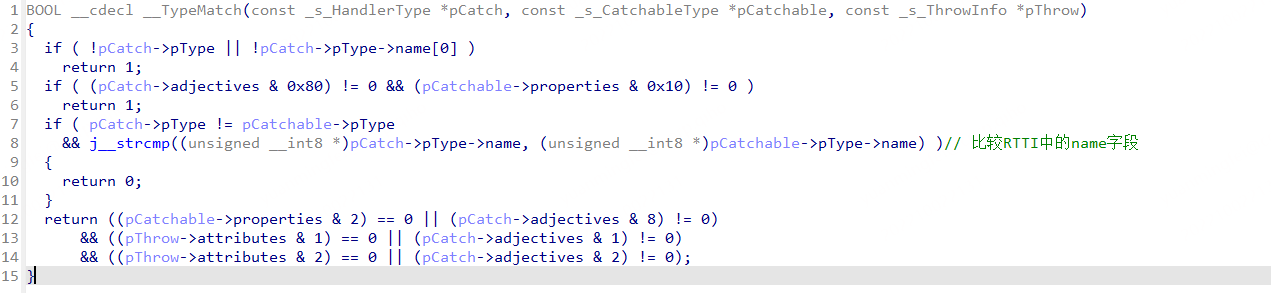 1 BOOL __cdecl __TypeMatch(const _s_HandlerType *pCatch, const _s_CatchableType *pCatchable, const _s_ThrowInfo *pThrow)
2 {
3   if ( !pCatch->pType || !pCatch->pType->name[0] )
4     return 1;
5   if ( (pCatch->adjectives & 0x80) != 0 && (pCatchable->properties & 0x10) != 0 )
6     return 1;
7   if ( pCatch->pType != pCatchable->pType
8     && j__strcmp((unsigned __int8 *)pCatch->pType->name, (unsigned __int8 *)pCatchable->pType->name) )// 比较RTTI中的name字段
9   {
10     return 0;
11   }
12   return ((pCatchable->properties & 2) == 0 || (pCatch->adjectives & 8) != 0)
13       && ((pThrow->attributes & 1) == 0 || (pCatch->adjectives & 1) != 0)
14       && ((pThrow->attributes & 2) == 0 || (pCatch->adjectives & 2) != 0);
15 }